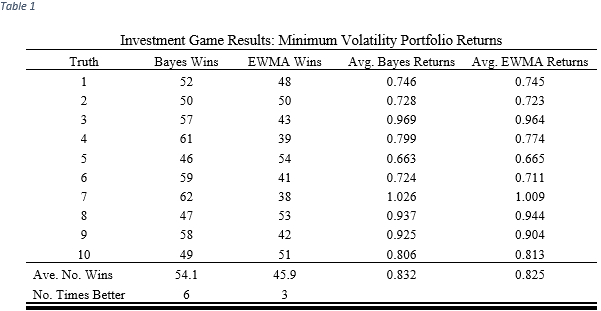 Table 1
Investment Game Results: Minimum Volatility Portfolio Returns
Truth Bayes Wins EWMA Wins Avg. Bayes Returns Avg. EWMA Returns
1 52 48 0.746 0.745
2 50 50 0.728 0.723
3 57 43 0.969 0.964
4 61 39 0.799 0.774
5 46 54 0.663 0.665
6 59 41 0.724 0.711
7 62 38 1.026 1.009
8 47 53 0.937 0.944
9 58 42 0.925 0.904
10 49 51 0.806 0.813
Ave. No. Wins 54.1 45.9 0.832 0.825
No. Times Better 6 3